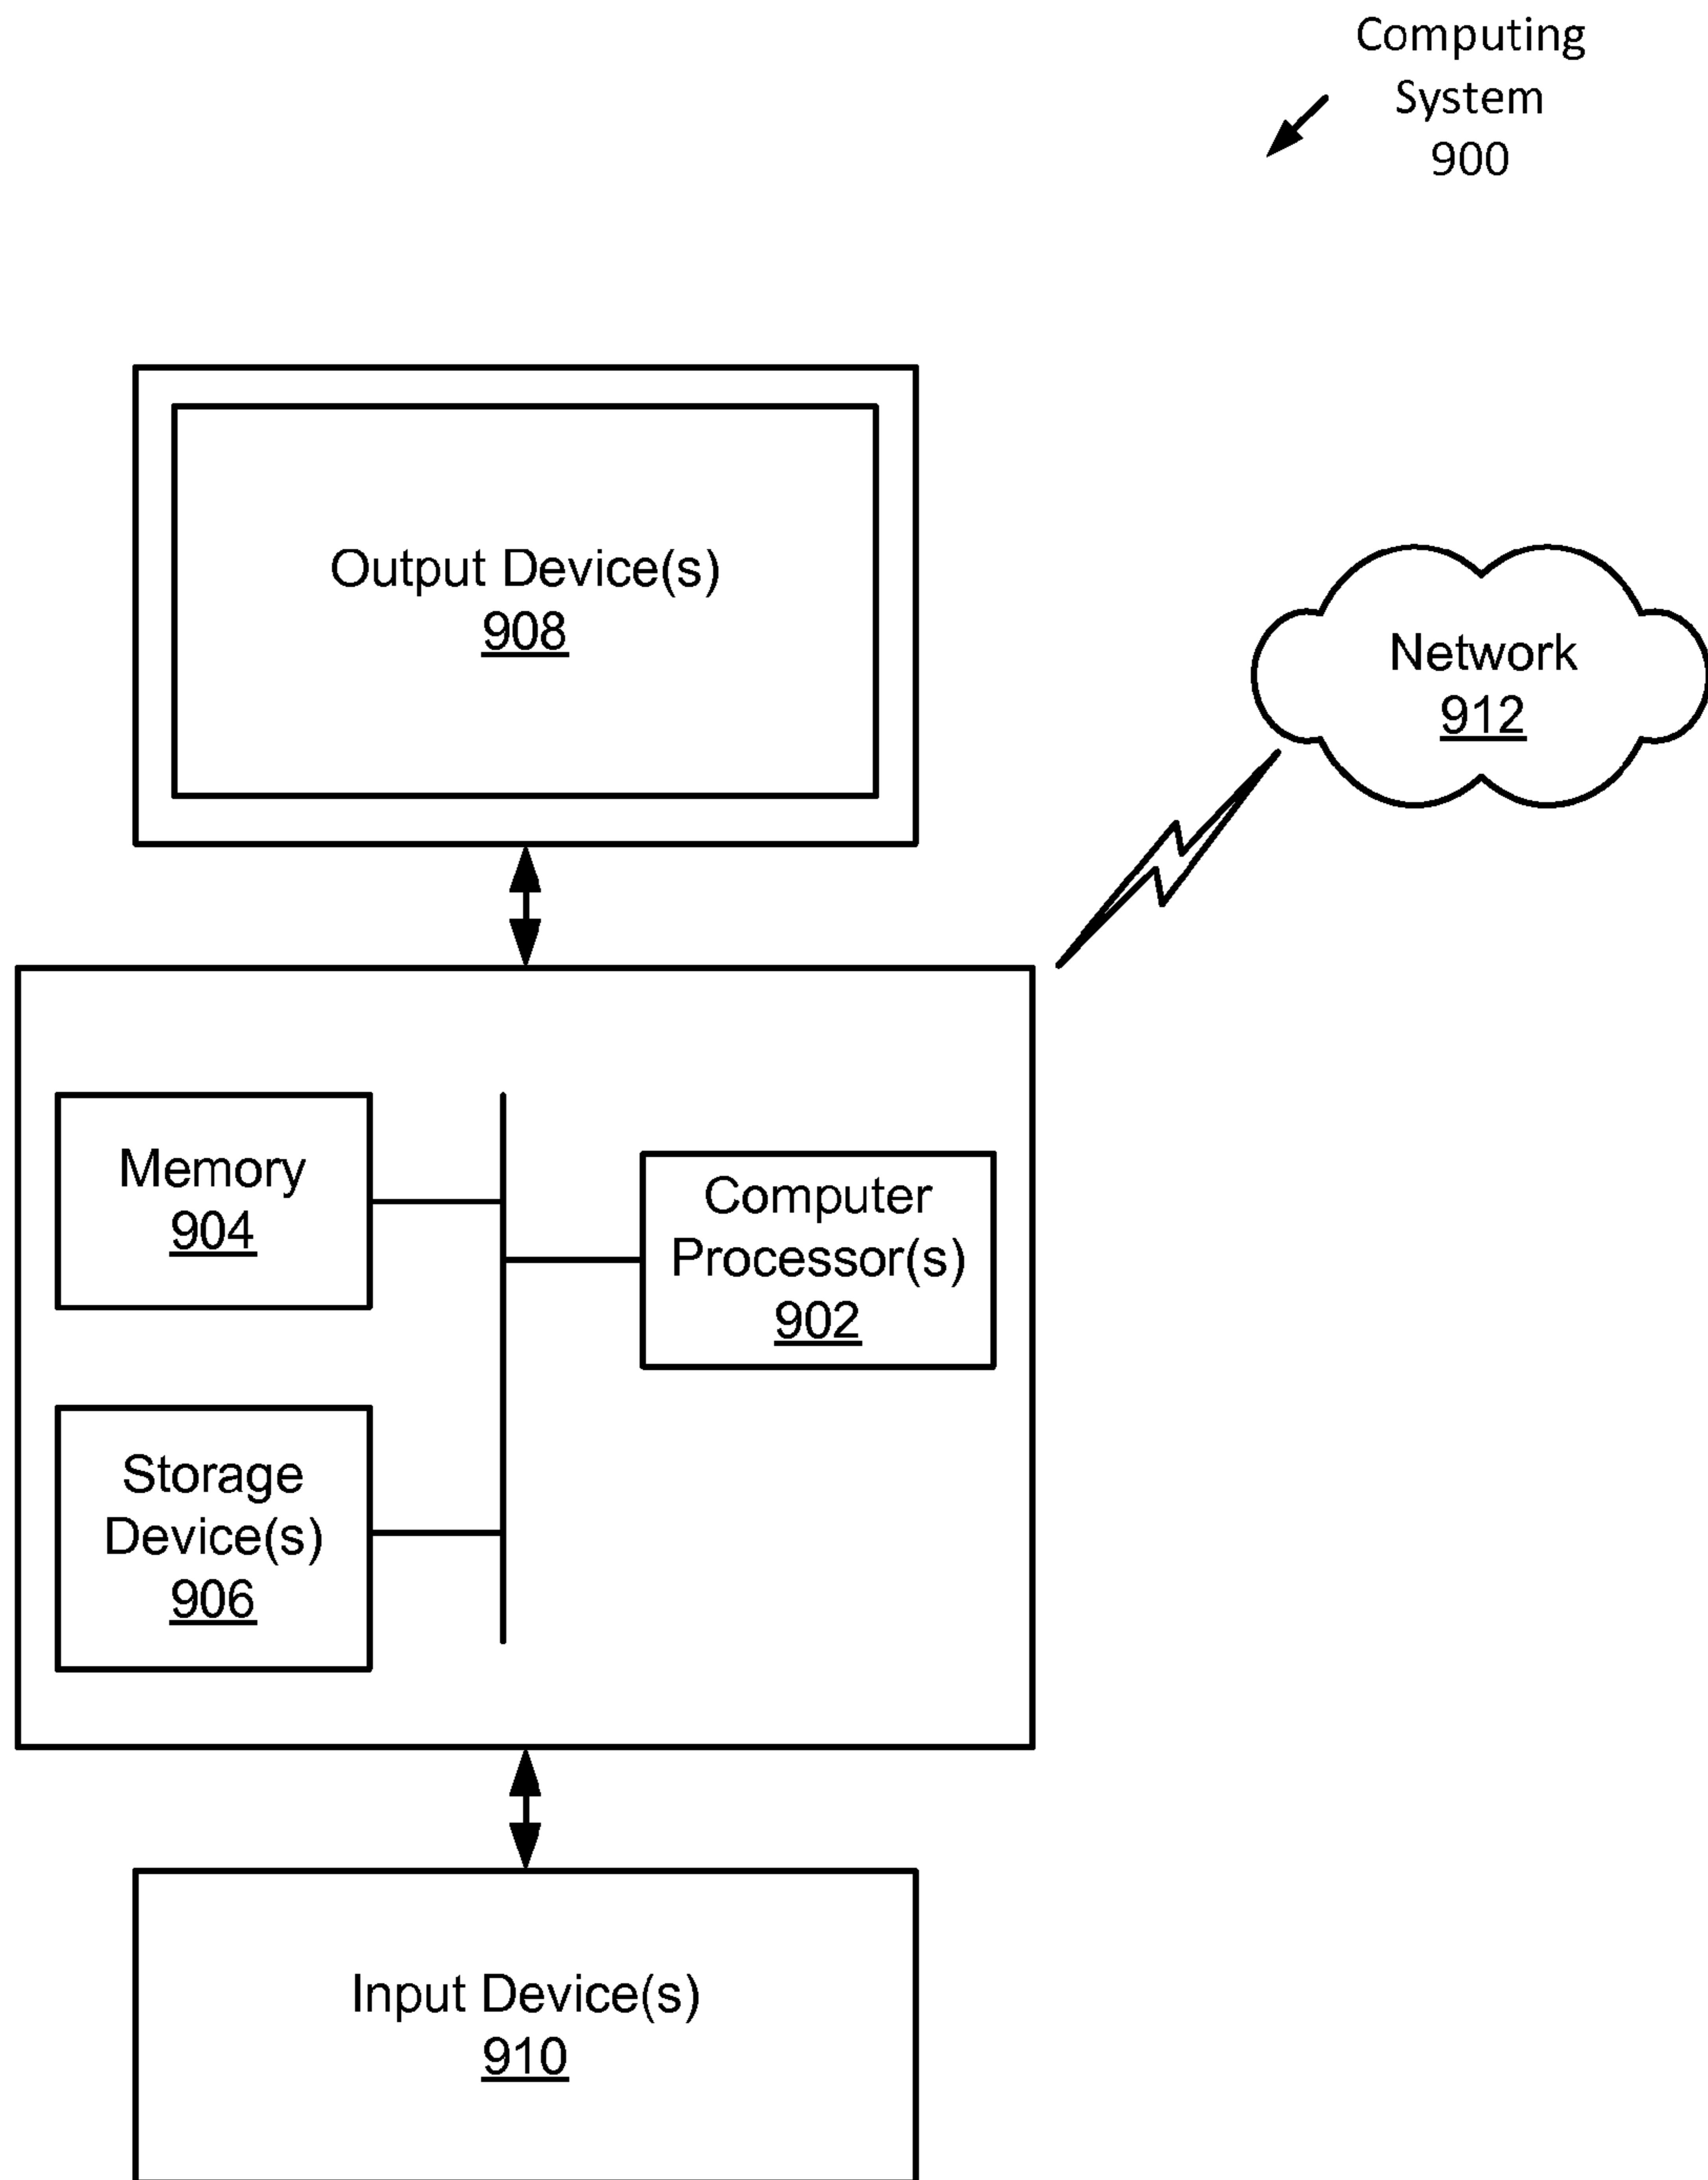 Computing
System
900
Output Device(s)
908
Network
912
Memory
904
Computer
Processor(s)
902
Storage
Device(s)
906
Input Device(s)
910